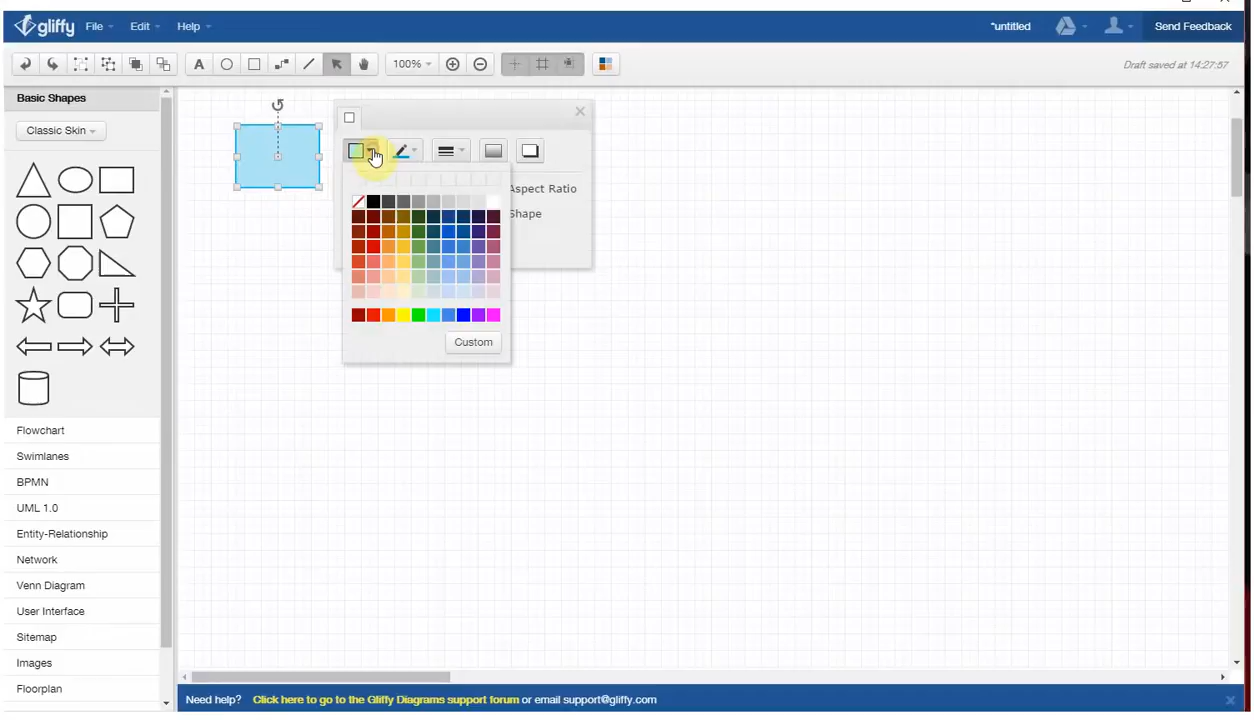 gliffy File Edit Help *untitled Send Feedback
A 100% Draft saved at 14:27:57
Basic Shapes
Classic Skin
Aspect Ratio
Shape
Custom
Flowchart
Swimlanes
BPMN
UML 1.0
Entity-Relationship
Network
Venn Diagram
User Interface
Sitemap
Images
Floorplan
Need help? Click here to go to the Gliffy Diagrams support forum or email support@gliffy.com